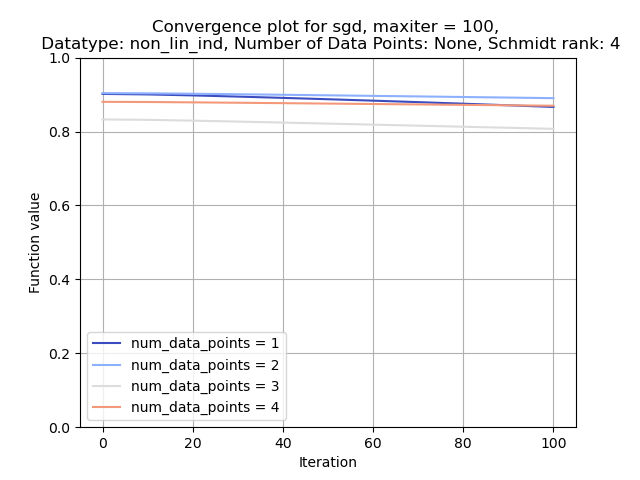 Convergence plot for sgd, maxiter = 100,
Datatype: non_lin_ind, Number of Data Points: None, Schmidt rank: 4
1.0
0.8
0.6
0.4
0.2
0.0
Function value
num_data_points = 1
num_data_points = 2
num_data_points = 3
num_data_points = 4
0 20 40 60 80 100
Iteration